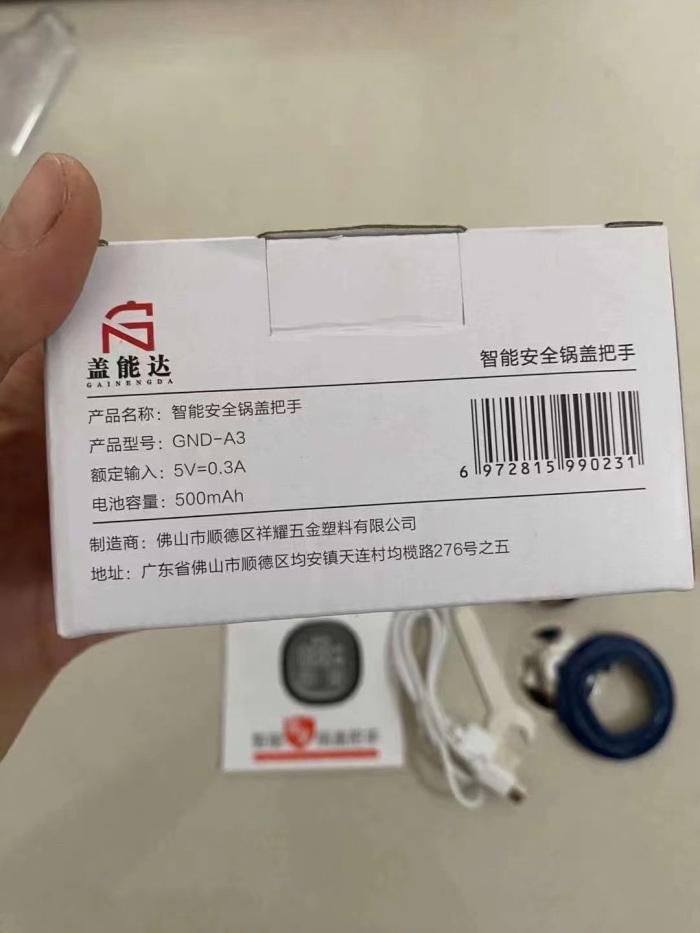 盖能达
GAINENGDA
智能安全锅盖把手
产品名称：智能安全锅盖把手
产品型号：GND-A3
额定输入：5V=0.3A
电池容量：500mAh
6 972815 990231
制造商：佛山市顺德区祥耀五金塑料有限公司
地址：广东省佛山市顺德区均安镇天连村均榄路276号之五